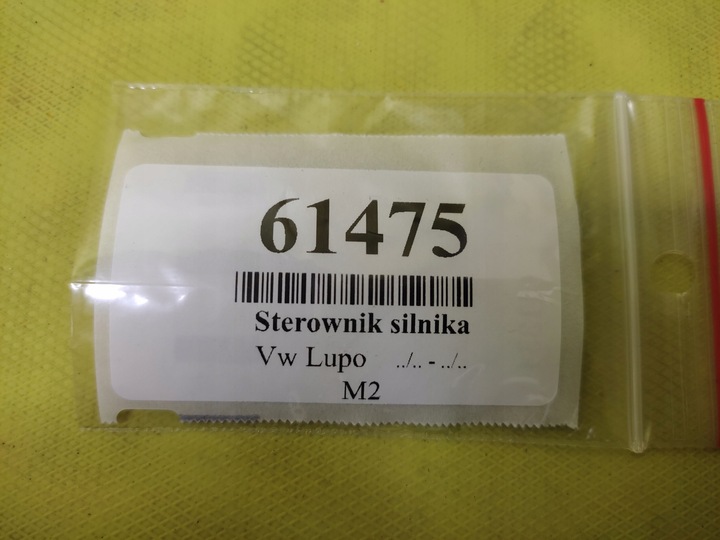 61475
Sterownik silnika
Vw Lupo ../.. - ../..
M2